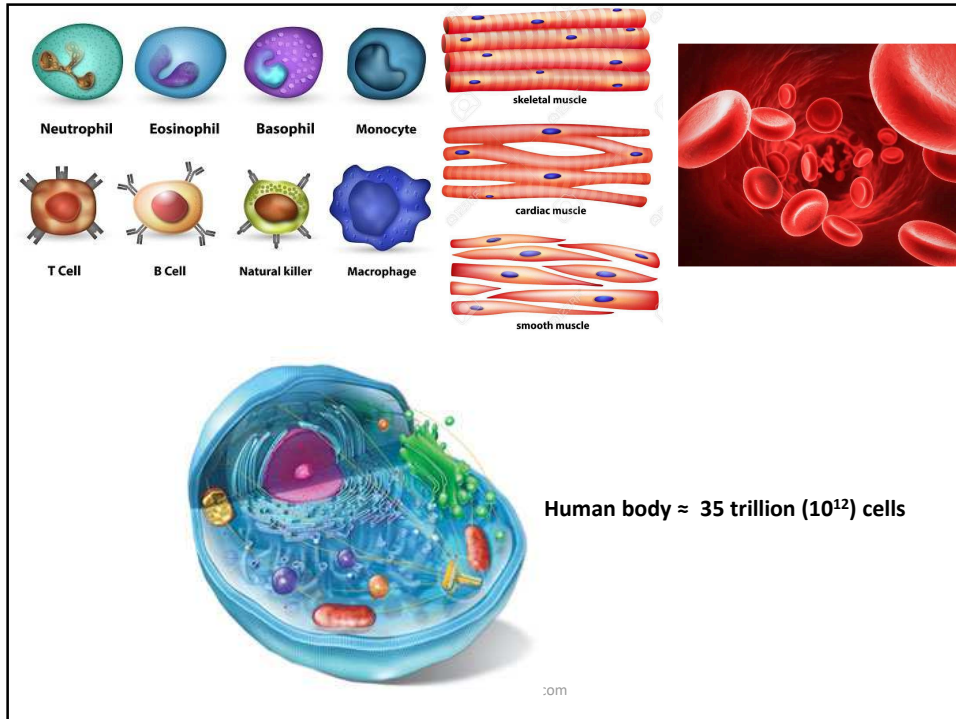 Neutrophil Eosinophil Basophil Monocyte
T Cell B Cell Natural killer Macrophage
skeletal muscle
cardiac muscle
smooth muscle
Human body ≈ 35 trillion (10¹²) cells
:com